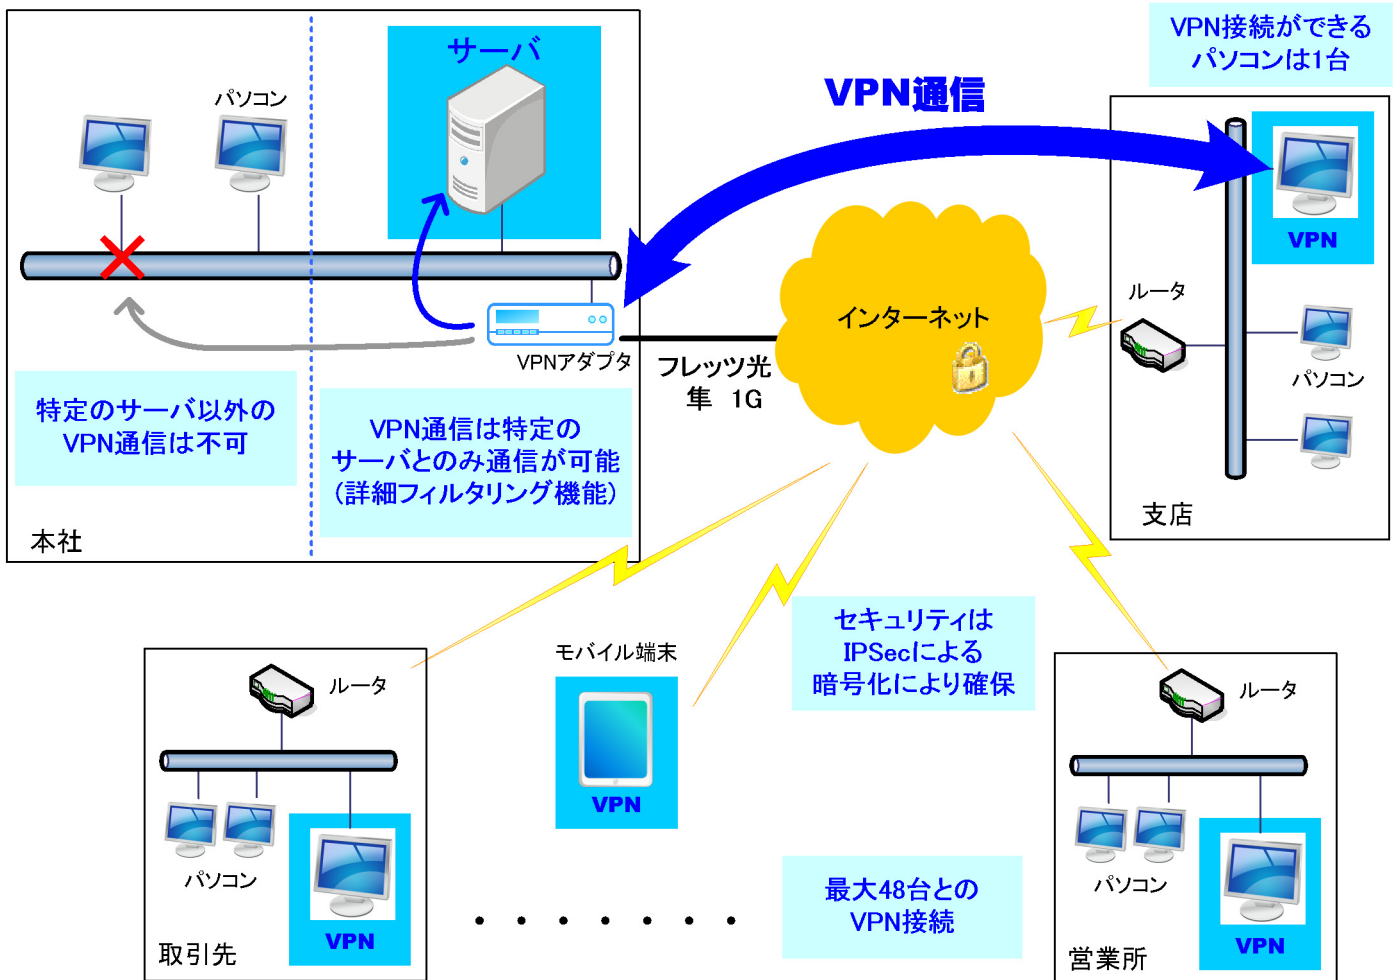 サーバ
パソコン
VPN通信
VPN接続ができる
パソコンは1台
VPN
ルータ
パソコン
支店
インターネット
VPNアダプタ
フレッツ光
隼 1G
特定のサーバ以外の
VPN通信は不可
VPN通信は特定の
サーバとのみ通信が可能
(詳細フィルタリング機能)
本社
セキュリティは
IPSecによる
暗号化により確保
モバイル端末
VPN
ルータ
パソコン
VPN
取引先
・・・・・・・
最大48台との
VPN接続
ルータ
パソコン
VPN
営業所